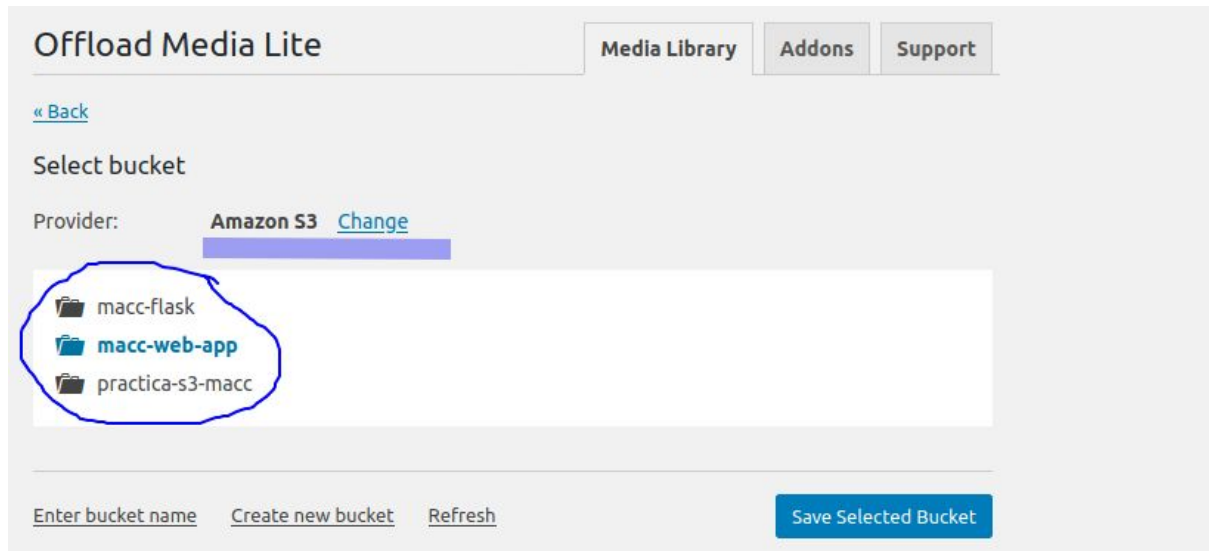 Offload Media Lite
Media Library Addons Support
« Back
Select bucket
Provider: Amazon S3 Change
macc-flask
macc-web-app
practica-s3-macc
Enter bucket name Create new bucket Refresh Save Selected Bucket